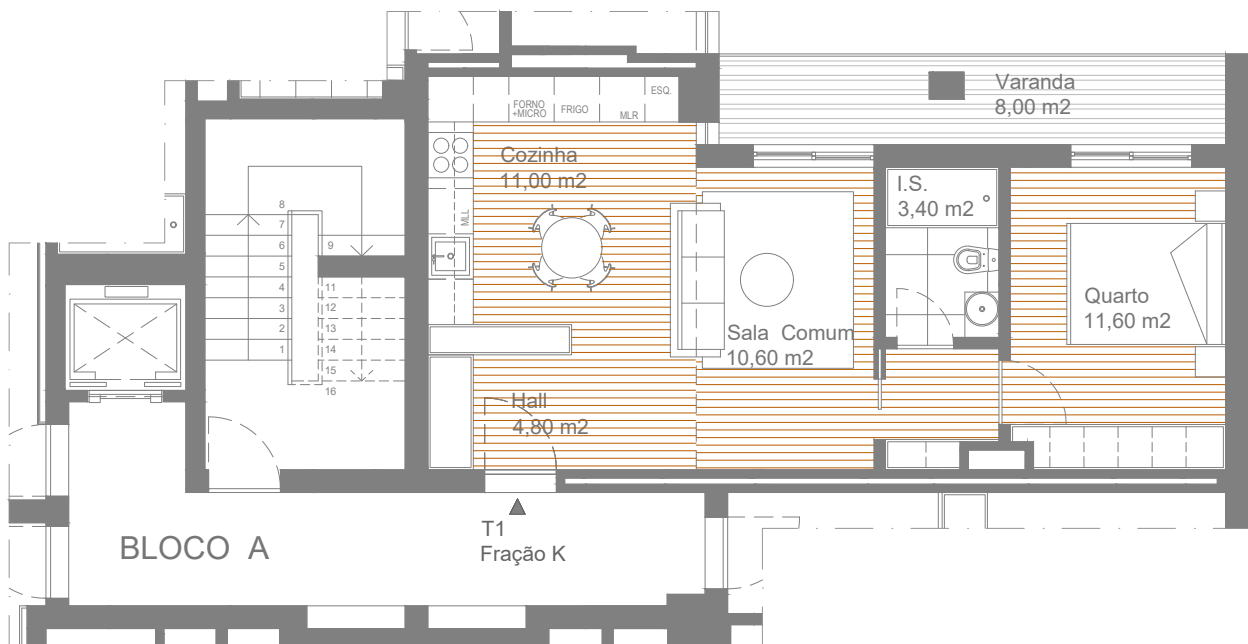 Varanda
8,00 m2
ESQ.
FORNO
+MICRO
FRIGO
MLR
Cozinha
11,00 m2
I.S.
3,40 m2
MLL
8
7
6
9
5
4
11
3
12
2
13
1
14
15
16
Quarto
11,60 m2
Sala Comum
10,60 m2
Hall
4,80 m2
T1
Fração K
BLOCO A